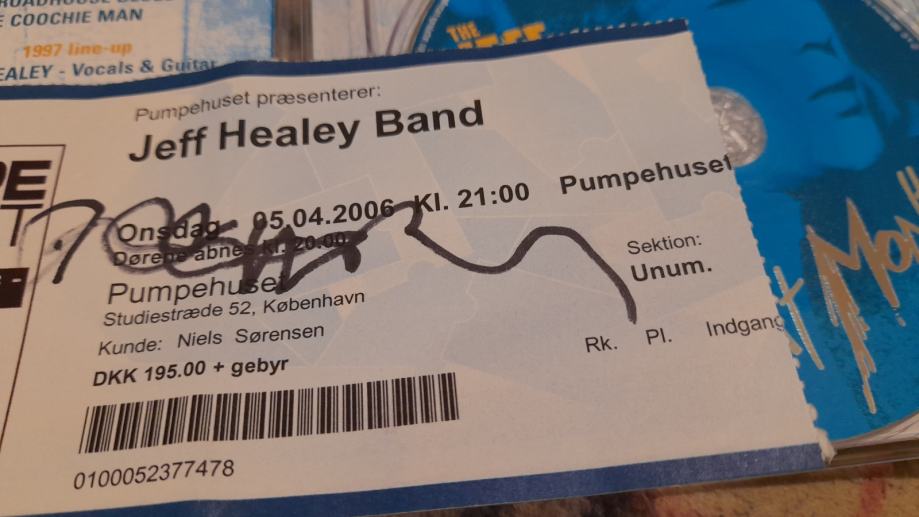 COOCHIE MAN
1997 line-up
EALEY - Vocals & Guitar
THE
Pumpehuset præsenterer:
Jeff Healey Band
Onsdag 05.04.2006 Kl. 21:00 Pumpehuset
Dørene åbnes kl. 20.00
Pumpehuset
Studiestræde 52, København
Kunde: Niels Sørensen
DKK 195.00 + gebyr
Sektion:
Unum.
Rk. Pl. Indgang
0100052377478